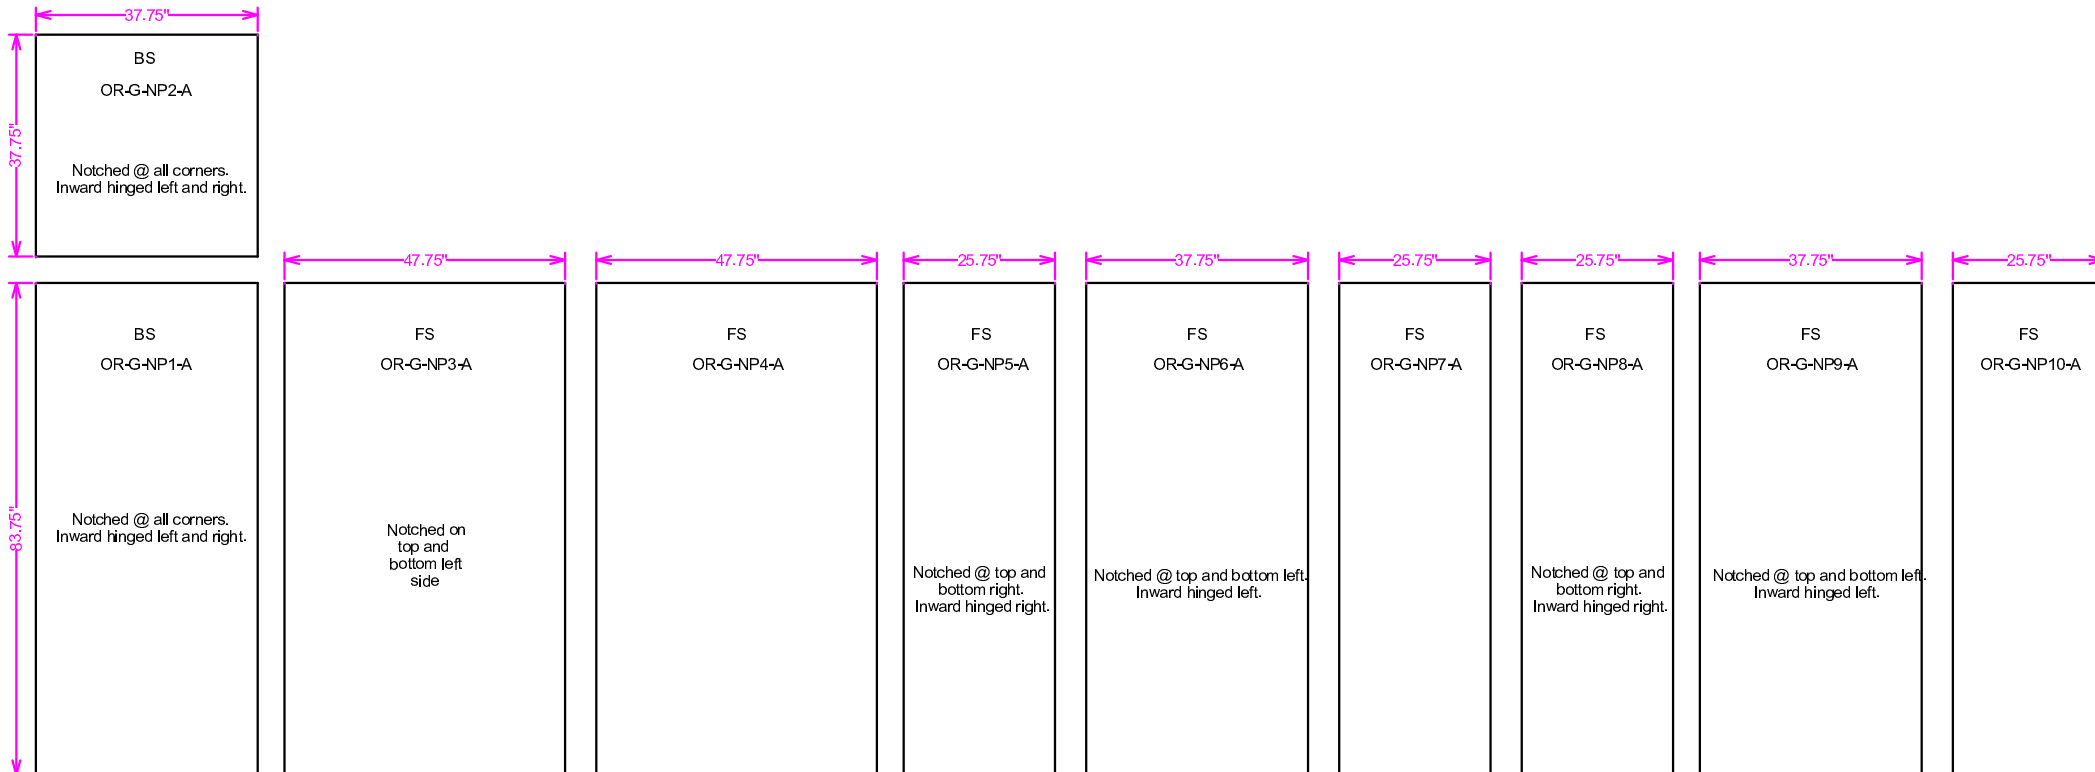 37.75"
BS
OR-G-NP2-A
37.75"
Notched @ all corners.
Inward hinged left and right.
47.75"
47.75"
25.75"
37.75"
25.75"
25.75"
37.75"
25.75"
BS
OR-G-NP1-A
83.75"
Notched @ all corners.
Inward hinged left and right.
FS
OR-G-NP3-A
Notched on
top and
bottom left
side
FS
OR-G-NP4-A
FS
OR-G-NP5-A
Notched @ top and
bottom right.
Inward hinged right.
FS
OR-G-NP6-A
Notched @ top and bottom left.
Inward hinged left.
FS
OR-G-NP7-A
FS
OR-G-NP8-A
Notched @ top and
bottom right.
Inward hinged right.
FS
OR-G-NP9-A
Notched @ top and bottom left.
Inward hinged left.
FS
OR-G-NP10-A